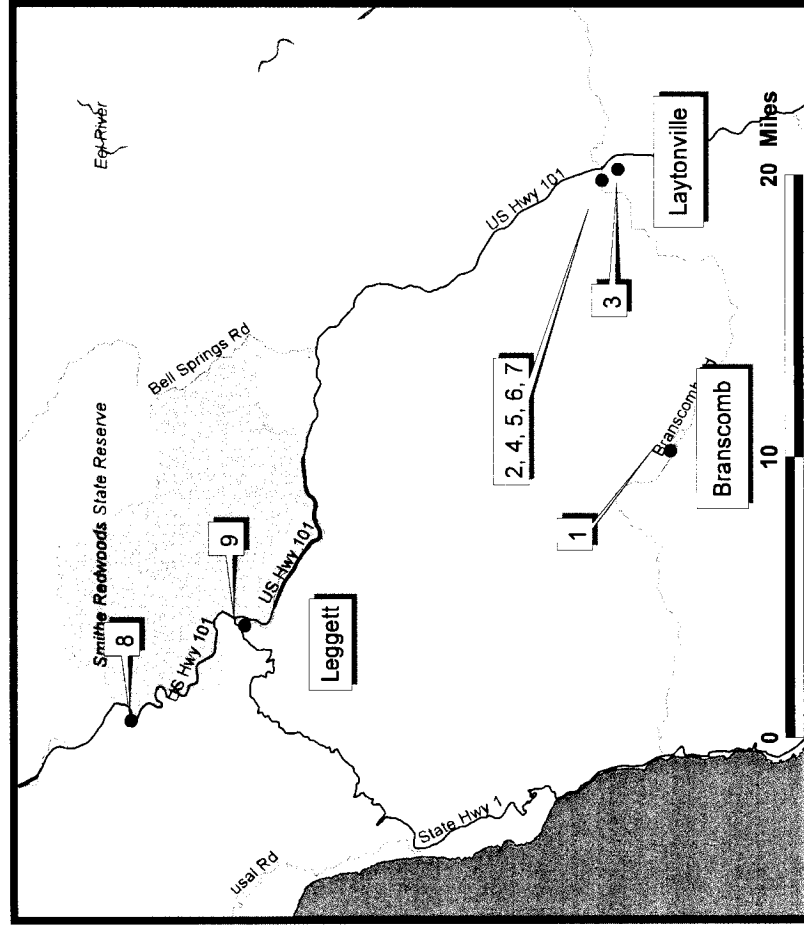 Eel River
US Hwy 101
Laytonville
20 Miles
3
2, 4, 5, 6, 7
Bell Springs Rd
Smithe Redwoods State Reserve
8
9
US Hwy 101
US Hwy 101
Leggett
1
Branscomb
10
0
State Hwy 1
usal Rd